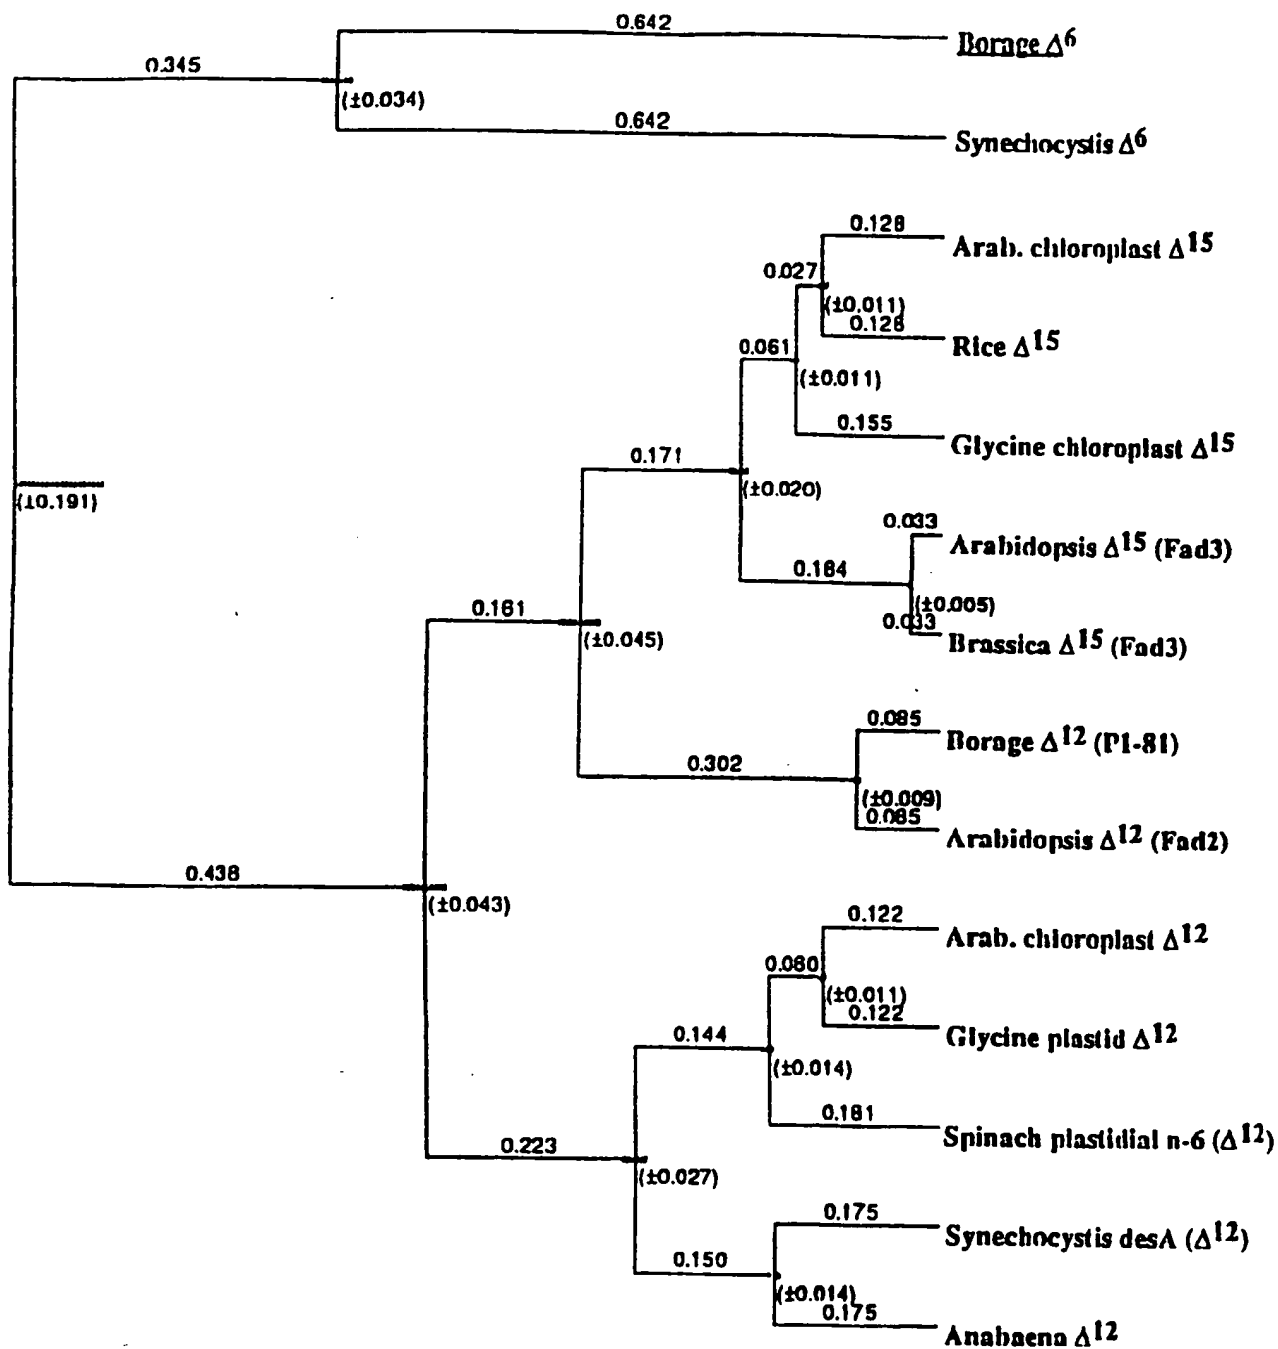 0.642
Borage Δ6
0.345
(±0.034)
0.642
Synechocystis Δ6
0.128
Arab. chloroplast Δ15
0.027
(±0.011)
0.128
Rice Δ15
0.061
(±0.011)
0.155
Glycine chloroplast Δ15
0.171
(±0.020)
(±0.191)
0.033
Arabidopsis Δ15 (Fad3)
0.184
(±0.005)
0.161
0.033
(±0.045)
Brassica Δ15 (Fad3)
0.085
Borage Δ12 (P1-81)
0.302
(±0.009)
0.085
Arabidopsis Δ12 (Fad2)
0.438
(±0.043)
0.122
Arab. chloroplast Δ12
0.060
(±0.011)
0.122
Glycine plastid Δ12
0.144
(±0.014)
0.181
Spinach plastidial n-6 (Δ12)
0.223
(±0.027)
0.175
Synechocystis desA (Δ12)
0.150
(±0.014)
0.175
Anabaena Δ12